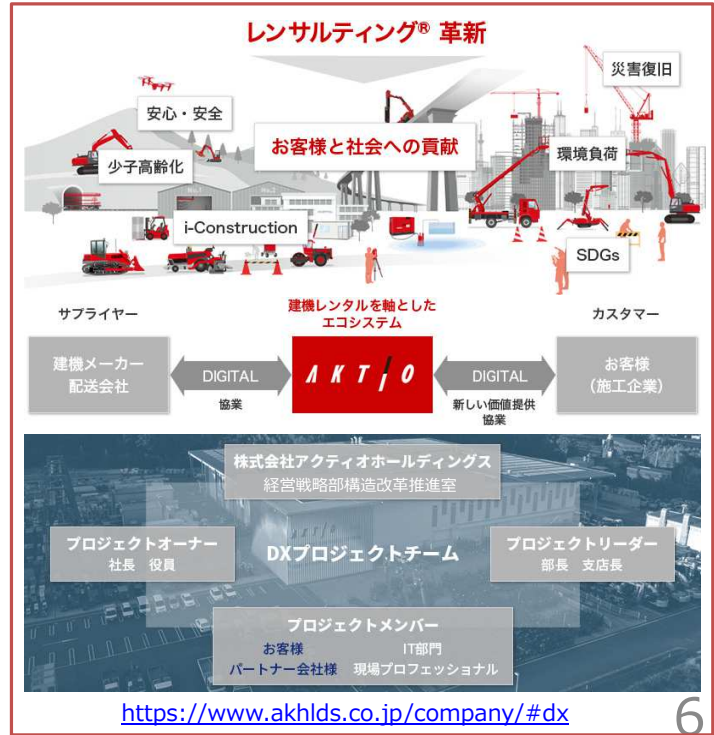 レンサルティング® 革新
災害復旧
安心・安全
お客様と社会への貢献
環境負荷
少子高齢化
No.1
i-Construction
SDGs
サプライヤー
建機レンタルを軸とした
エコシステム
カスタマー
建機メーカー
配送会社
DIGITAL
協業
AKTIO
DIGITAL
新しい価値提供
協業
お客様
(施工企業)
株式会社アクティオホールディングス
経営戦略部構造改革推進室
プロジェクトオーナー
社長 役員
AKTIO
DXプロジェクトチーム
プロジェクトリーダー
部長 支店長
プロジェクトメンバー
お客様 IT部門
パートナー会社様 現場プロフェッショナル
https://www.akhlds.co.jp/company/#dx
6